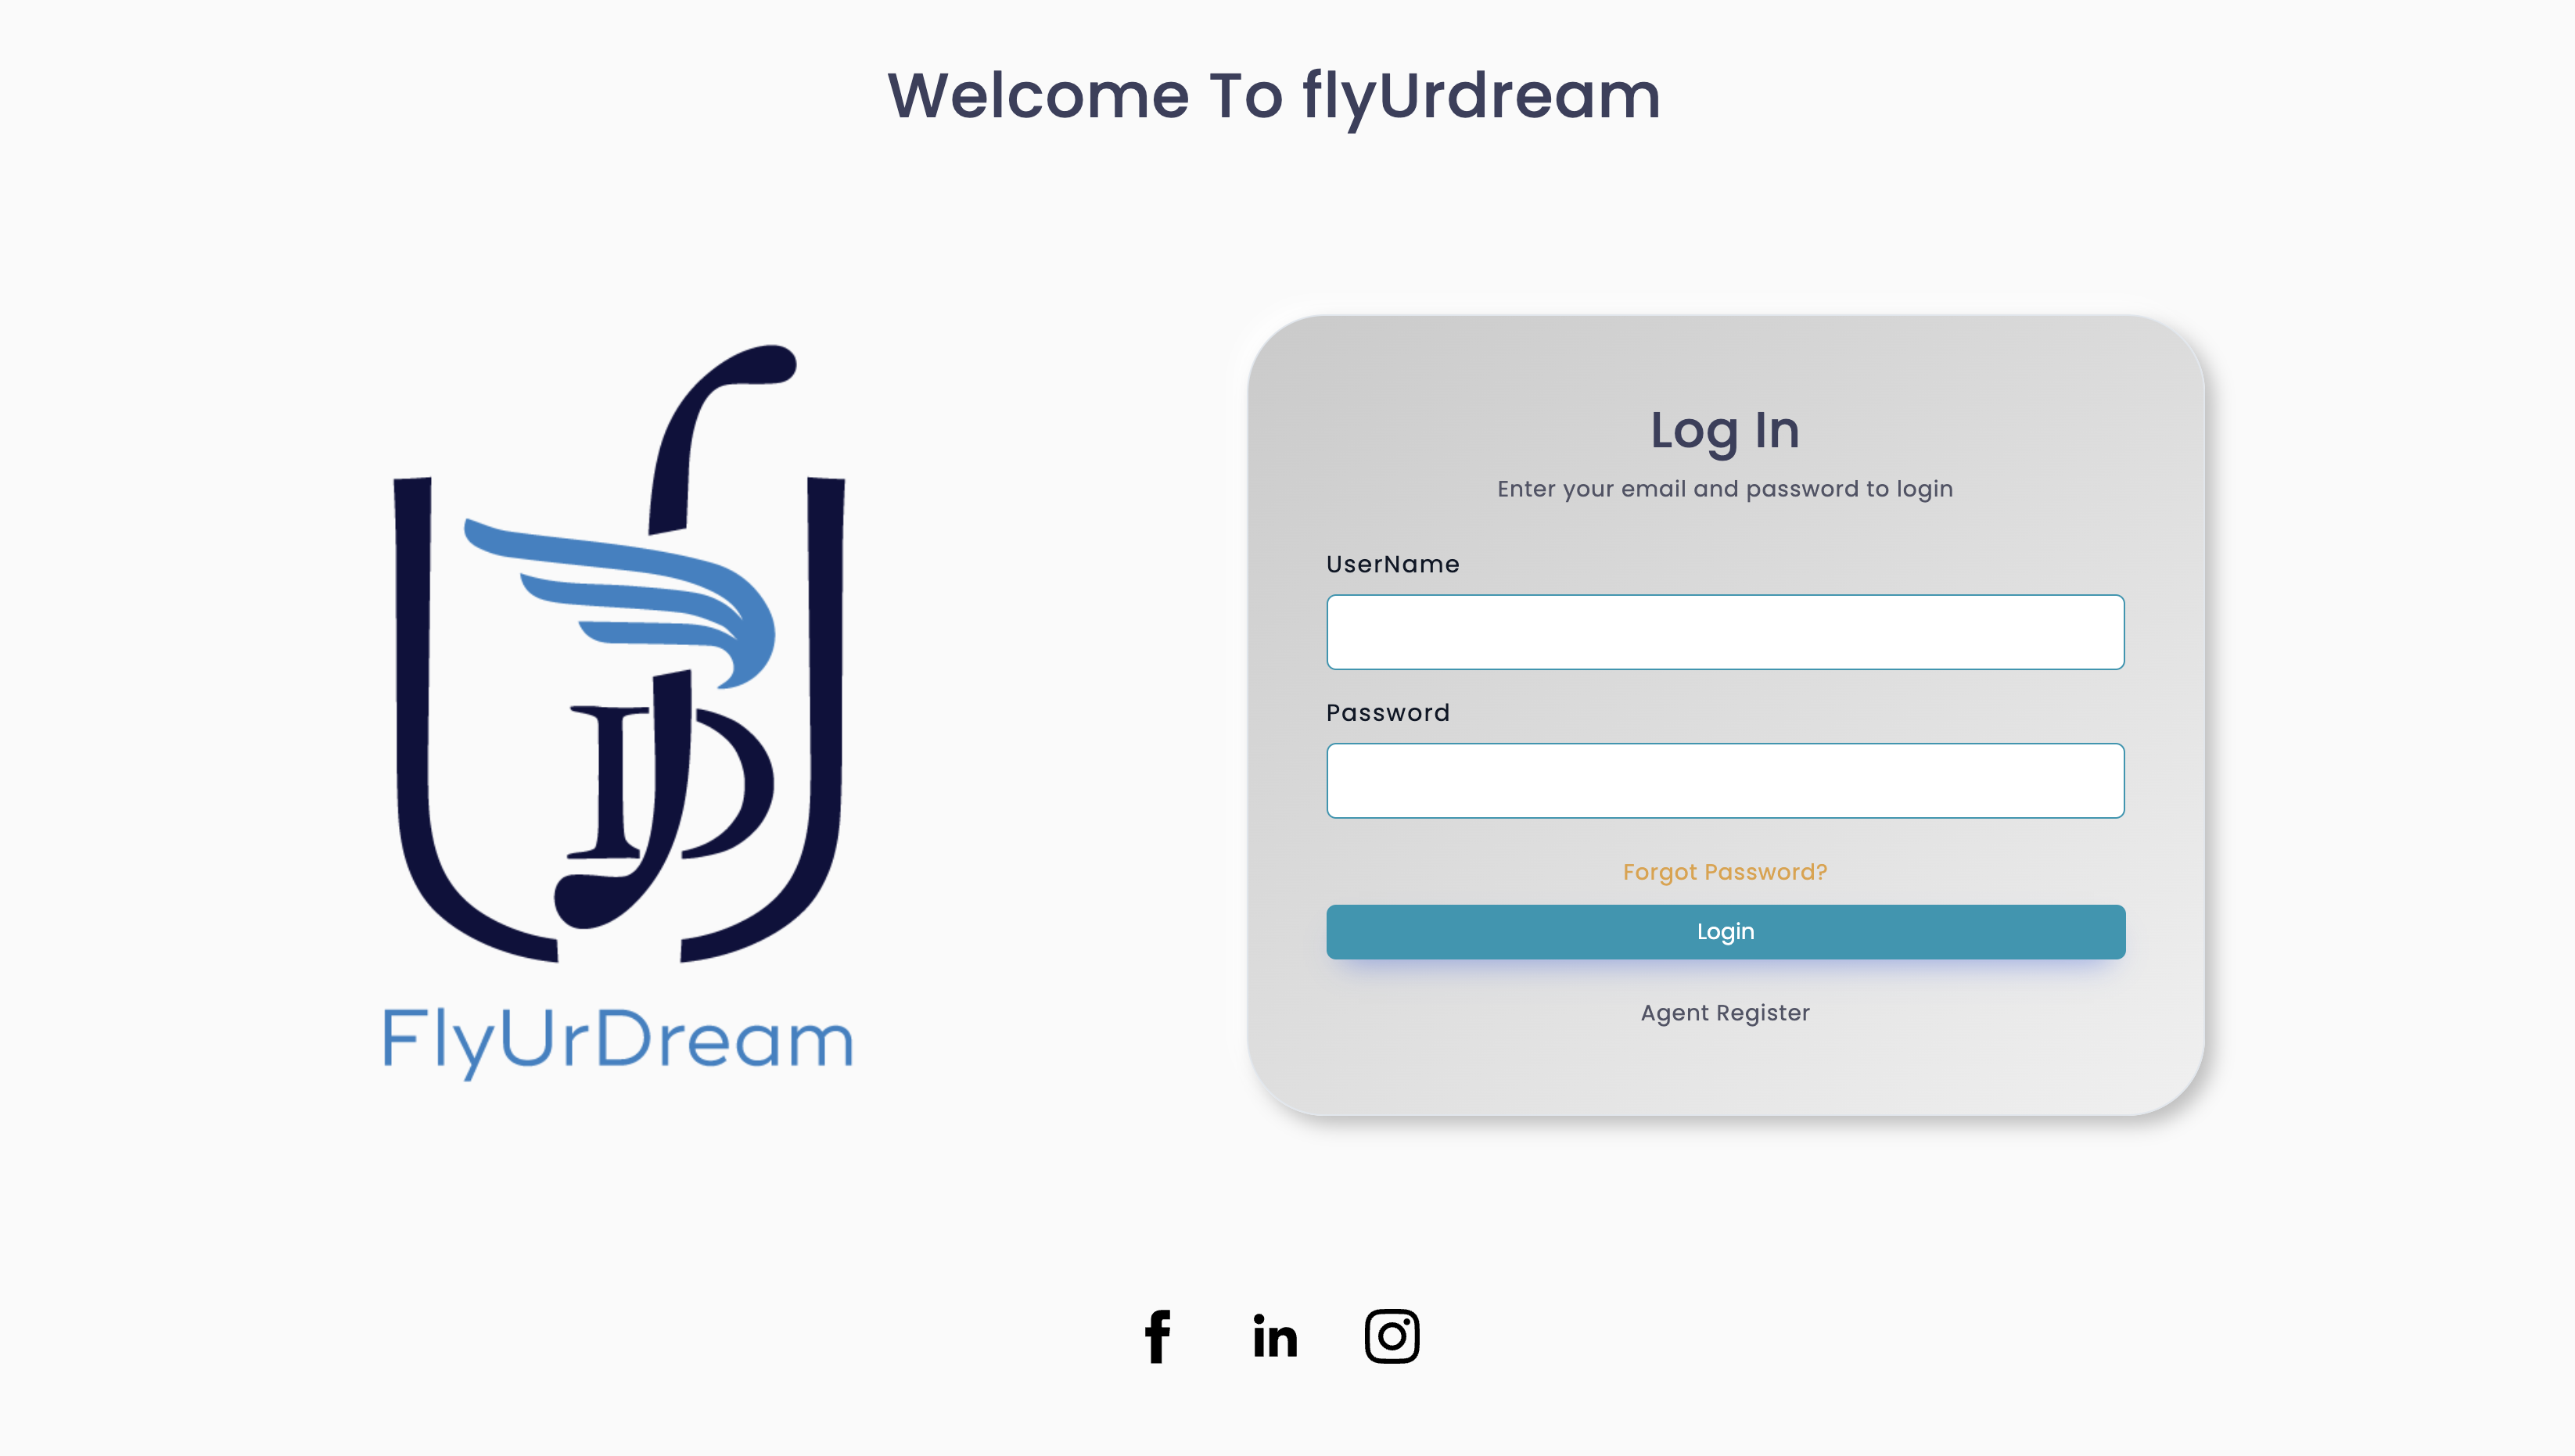 Welcome To flyUrdream
FlyUrDream
Log In
Enter your email and password to login
UserName
Password
Forgot Password?
Login
Agent Register